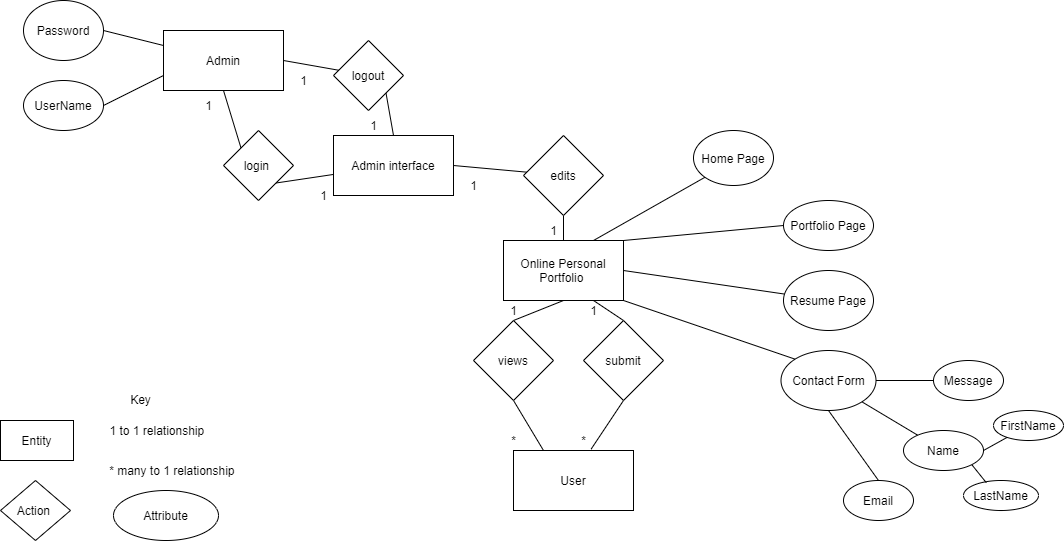 Password
Admin
UserName
1
logout
1
1
login
Admin interface
1
1
edits
1
Home Page
Portfolio Page
Online Personal
Portfolio
Resume Page
1
1
views
submit
Contact Form
Message
Name
FirstName
LastName
Email
*
*
User
Key
Entity
1 to 1 relationship
* many to 1 relationship
Action
Attribute